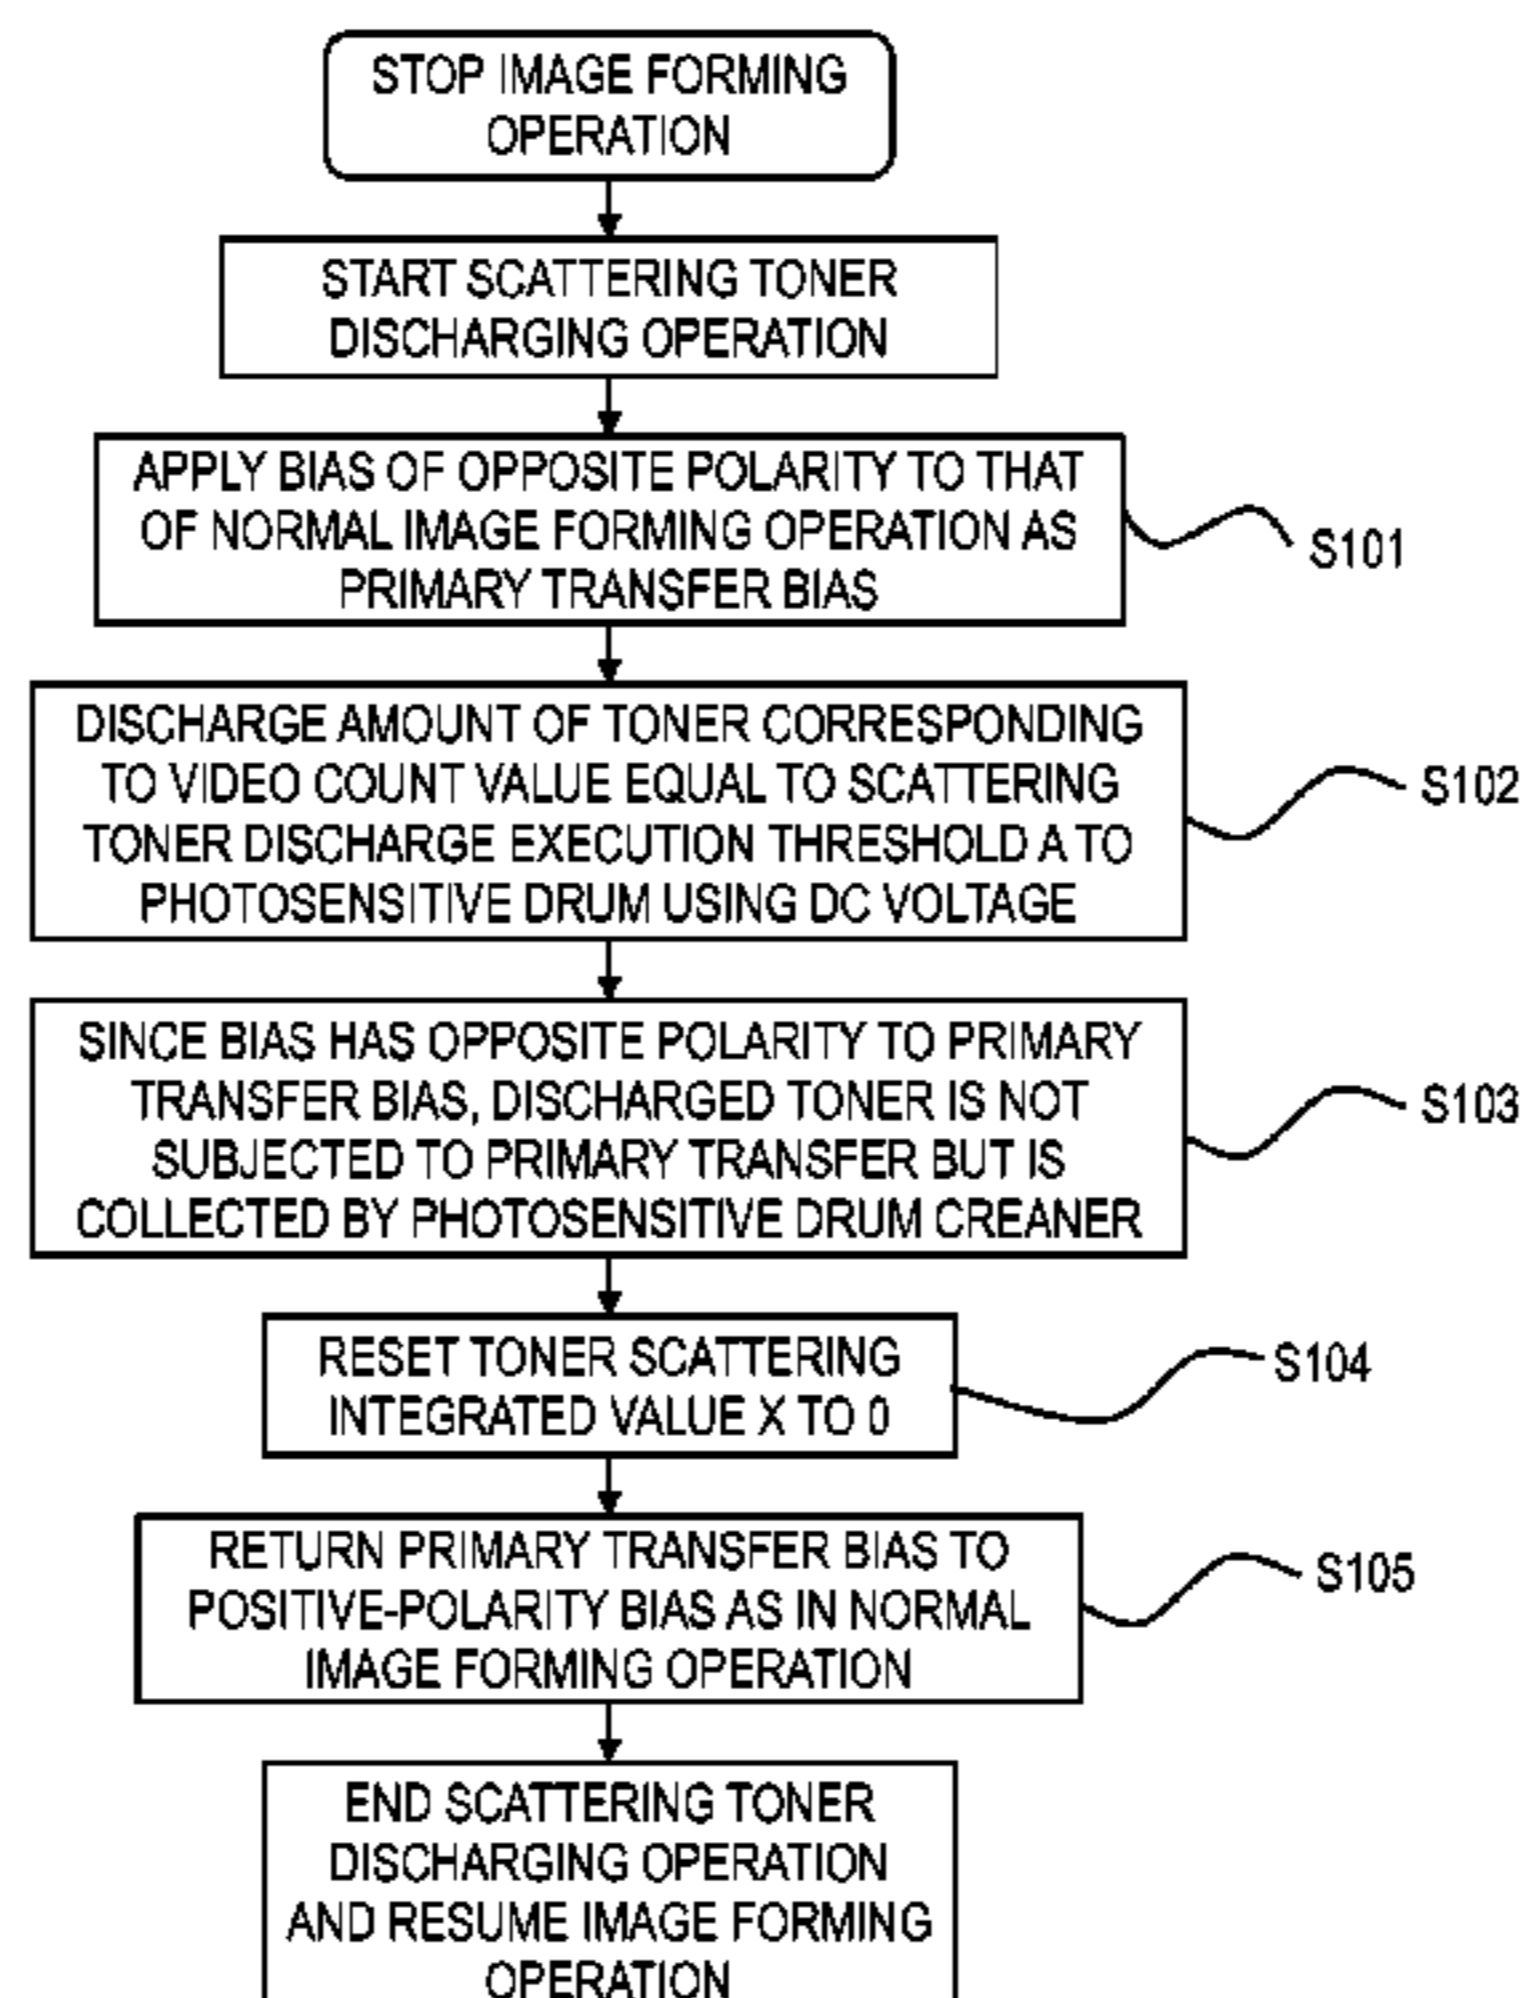 STOP IMAGE FORMING
OPERATION
START SCATTERING TONER
DISCHARGING OPERATION
APPLY BIAS OF OPPOSITE POLARITY TO THAT
OF NORMAL IMAGE FORMING OPERATION AS
PRIMARY TRANSFER BIAS
S101
DISCHARGE AMOUNT OF TONER CORRESPONDING
TO VIDEO COUNT VALUE EQUAL TO SCATTERING
TONER DISCHARGE EXECUTION THRESHOLD A TO
PHOTOSENSITIVE DRUM USING DC VOLTAGE
S102
SINCE BIAS HAS OPPOSITE POLARITY TO PRIMARY
TRANSFER BIAS, DISCHARGED TONER IS NOT
SUBJECTED TO PRIMARY TRANSFER BUT IS
COLLECTED BY PHOTOSENSITIVE DRUM CREANER
S103
RESET TONER SCATTERING
INTEGRATED VALUE X TO 0
S104
RETURN PRIMARY TRANSFER BIAS TO
POSITIVE-POLARITY BIAS AS IN NORMAL
IMAGE FORMING OPERATION
S105
END SCATTERING TONER
DISCHARGING OPERATION
AND RESUME IMAGE FORMING
OPERATION